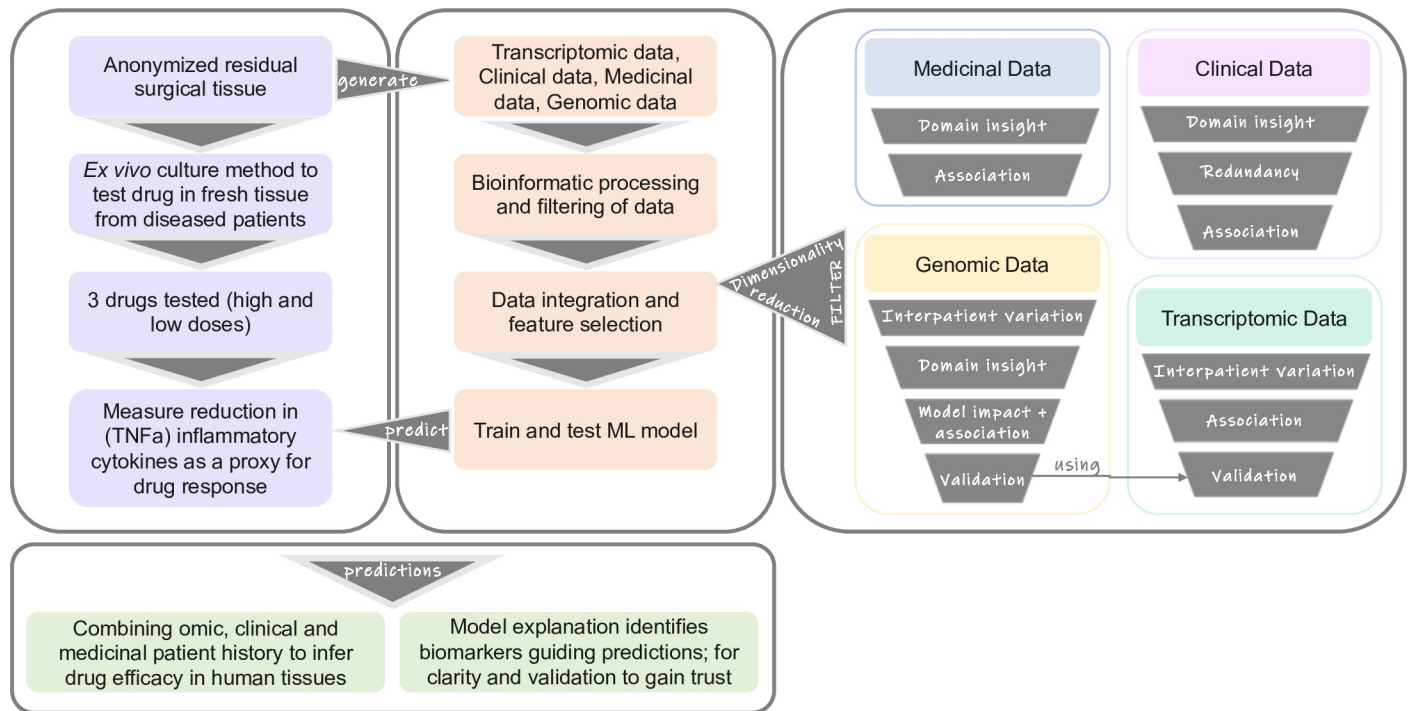 Anonymized residual
surgical tissue
generate
Ex vivo culture method to
test drug in fresh tissue
from diseased patients
3 drugs tested (high and
low doses)
Measure reduction in
(TNFa) inflammatory
cytokines as a proxy for
drug response
Transcriptomic data,
Clinical data, Medicinal
data, Genomic data
Bioinformatic processing
and filtering of data
Data integration and
feature selection
Train and test ML model
predict
Dimensionality
reduction
FILTER
Medicinal Data
Domain insight
Association
Clinical Data
Domain insight
Redundancy
Association
Genomic Data
Interpatient variation
Domain insight
Model impact +
association
Validation
using
Transcriptomic Data
Interpatient variation
Association
Validation
predictions
Combining omic, clinical and
medicinal patient history to infer
drug efficacy in human tissues
Model explanation identifies
biomarkers guiding predictions; for
clarity and validation to gain trust